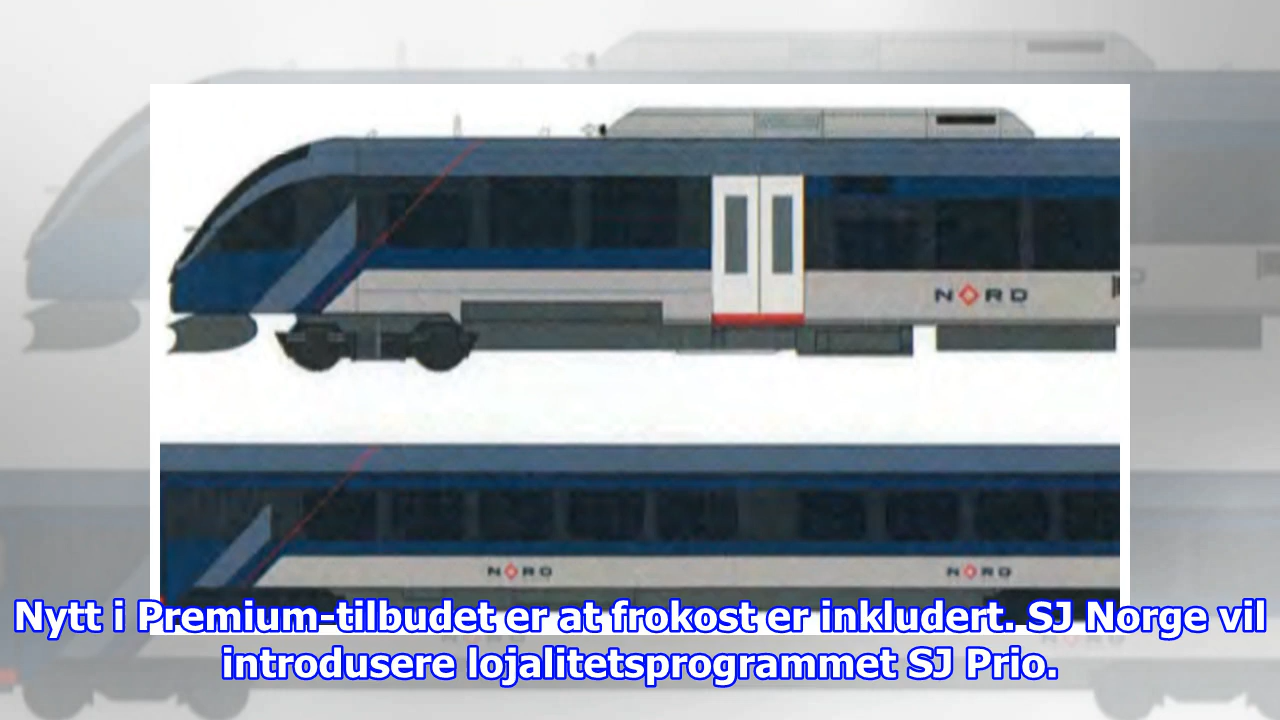 NORD
NORD NORD
Nytt i Premium-tilbudet er at frokost er inkludert. SJ Norge vil
introdusere lojalitetsprogrammet SJ Prio.